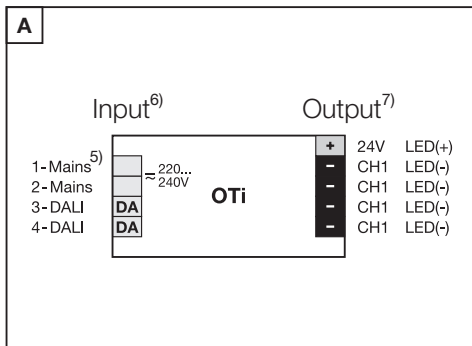 A
Input6) Output7)
+ 24V LED(+)
1-Mains5) 220... - CH1 LED(-)
2-Mains ≂ 240V - CH1 LED(-)
OTi
3-DALI DA - CH1 LED(-)
4-DALI DA - CH1 LED(-)